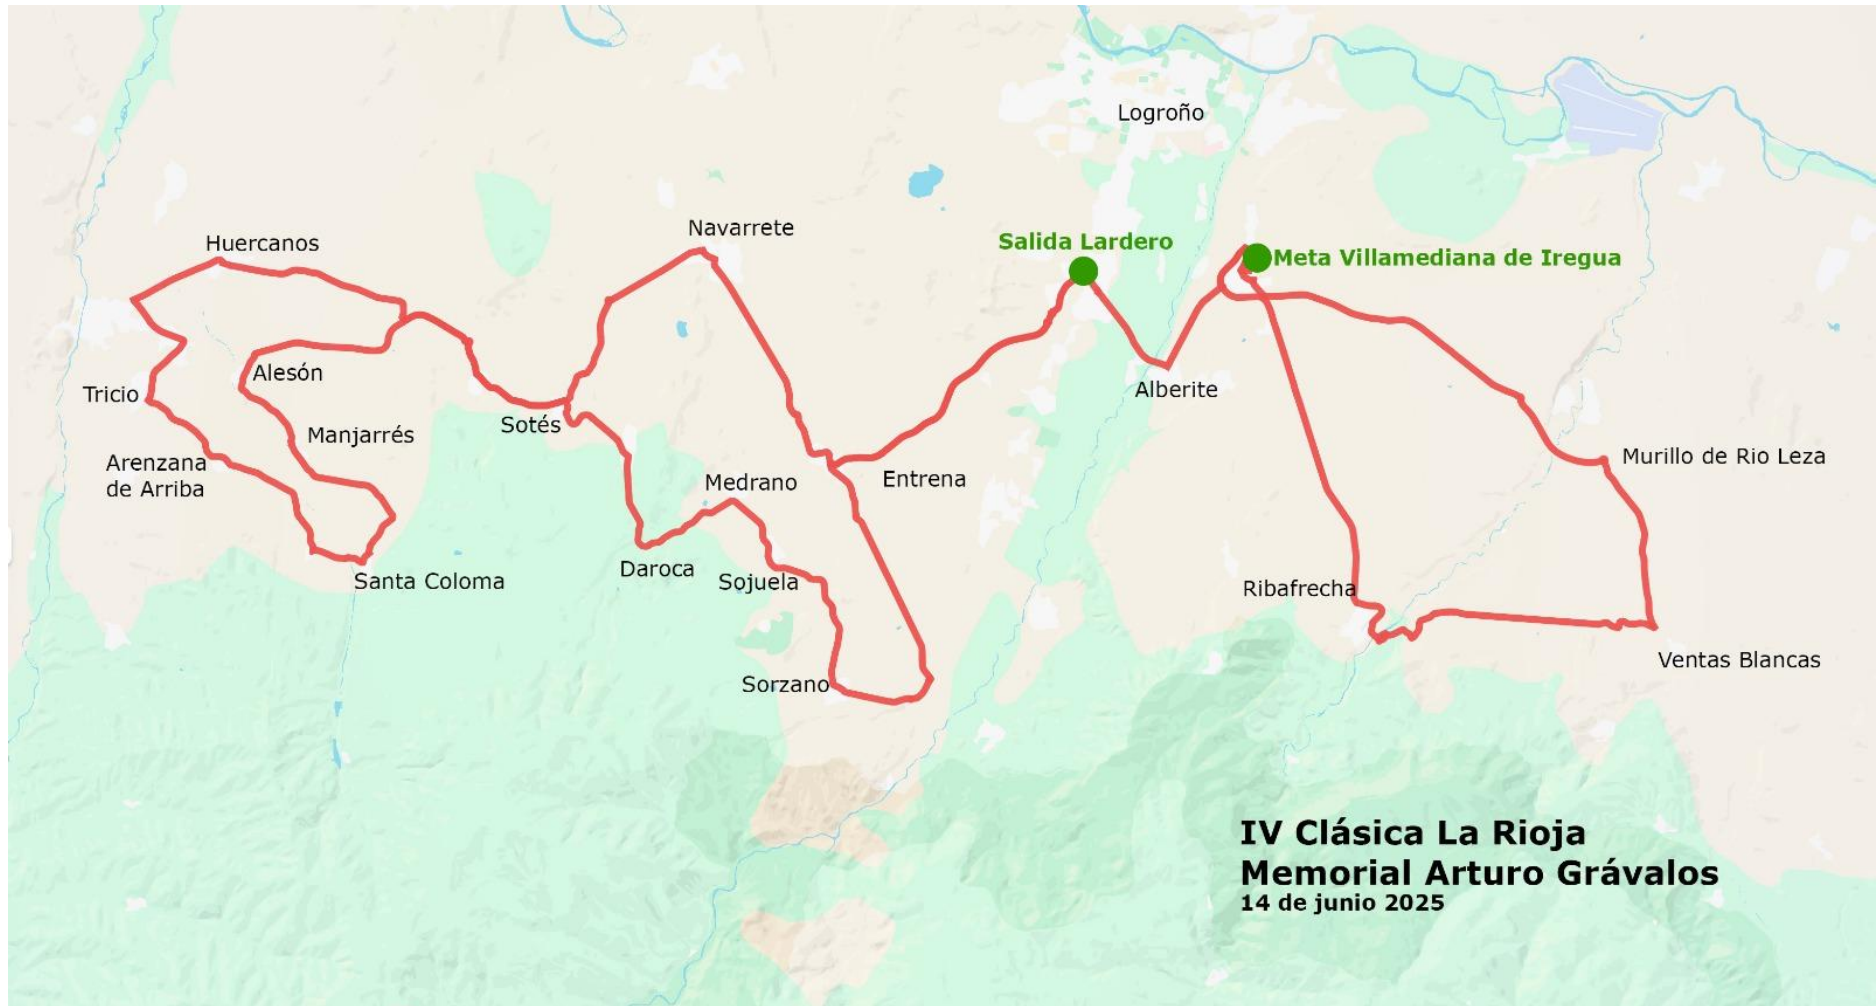 Logroño
Navarrete
Huercanos
Salida Lardero
Meta Villamediana de Iregua
Alesón
Tricio
Alberite
Sotés
Manjarrés
Arenzana
de Arriba
Murillo de Rio Leza
Entrena
Medrano
Daroca
Santa Coloma
Sojuela
Ribafrecha
Ventas Blancas
Sorzano
IV Clásica La Rioja
Memorial Arturo Grávalos
14 de junio 2025